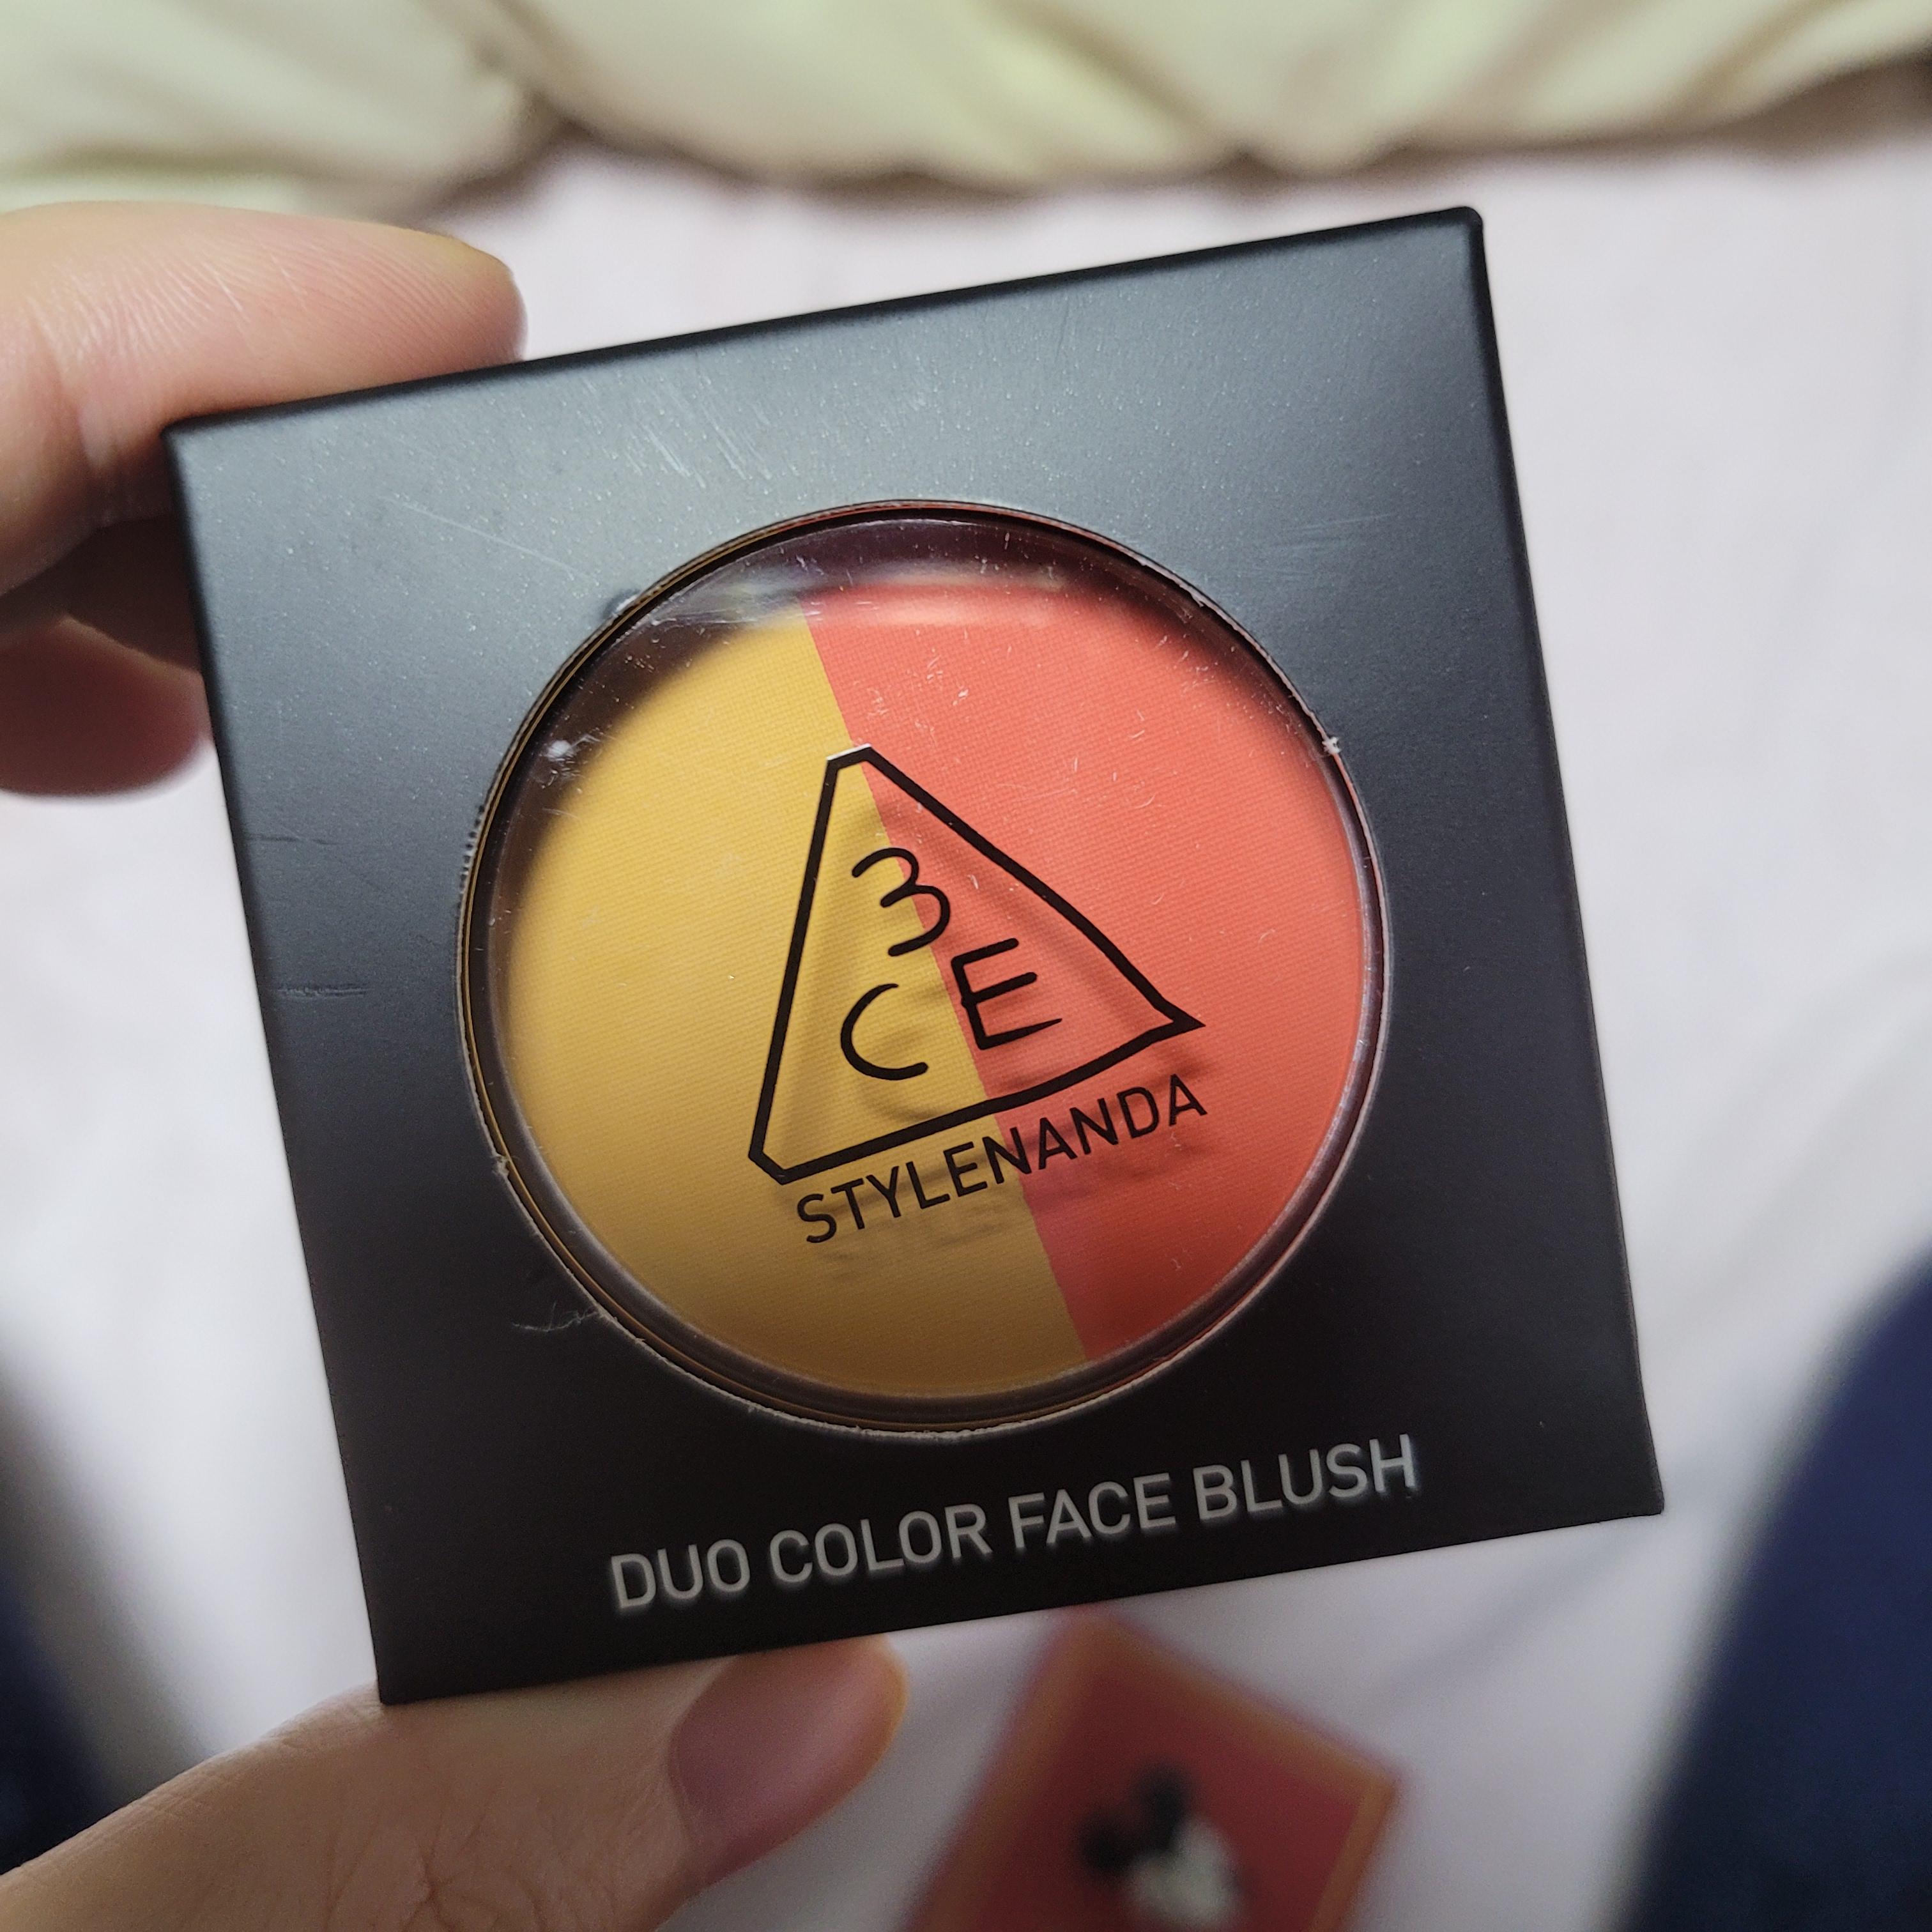 3
CE
STYLENANDA
DUO COLOR FACE BLUSH